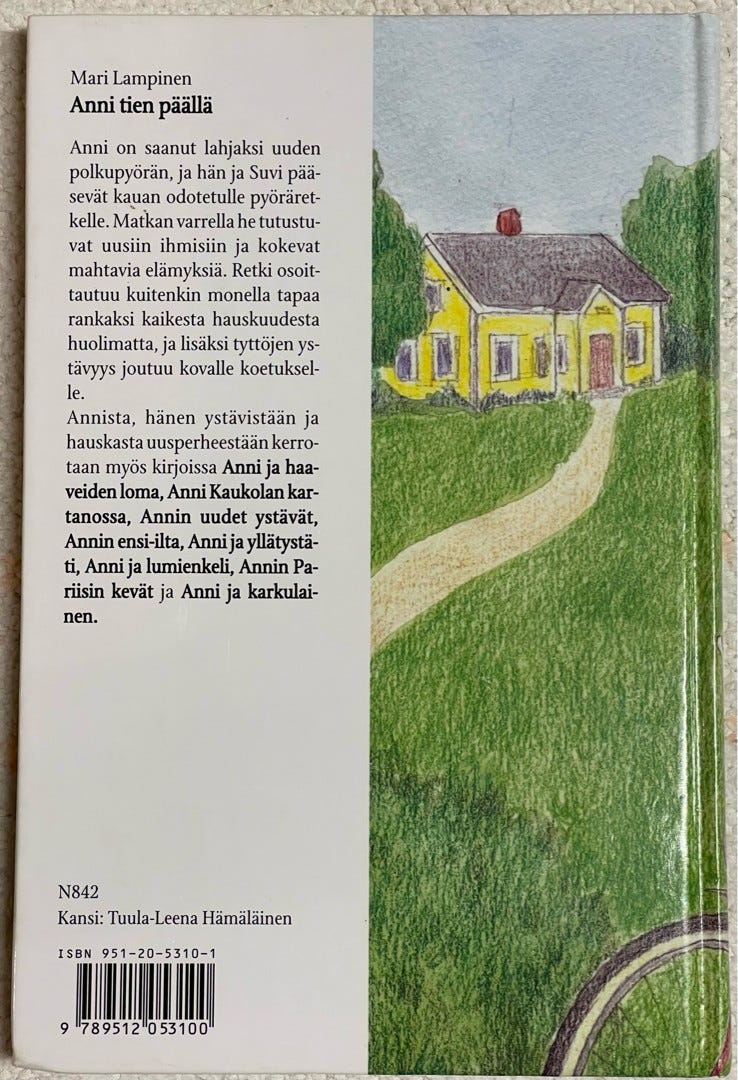 Mari Lampinen
Anni tien päällä
Anni on saanut lahjaksi uuden
polkupyörän, ja hän ja Suvi pää-
sevät kauan odotetulle pyöräret-
kelle. Matkan varrella he tutustu-
vat uusiin ihmisiin ja kokevat
mahtavia elämyksiä. Retki osoit-
tautuu kuitenkin monella tapaa
rankaksi kaikesta hauskuudesta
huolimatta, ja lisäksi tyttöjen ys-
tävyys joutuu kovalle koetuksel-
le.
Annista, hänen ystävistään ja
hauskasta uusperheestään kerro-
taan myös kirjoissa Anni ja haa-
veiden loma, Anni Kaukolan kar-
tanossa, Annin uudet ystävät,
Annin ensi-ilta, Anni ja yllätystä-
ti, Anni ja lumienkeli, Annin Pa-
riisin kevät ja Anni ja karkulai-
nen.
N842
Kansi: Tuula-Leena Hämäläinen
ISBN 951-20-5310-1
9 789512 053100